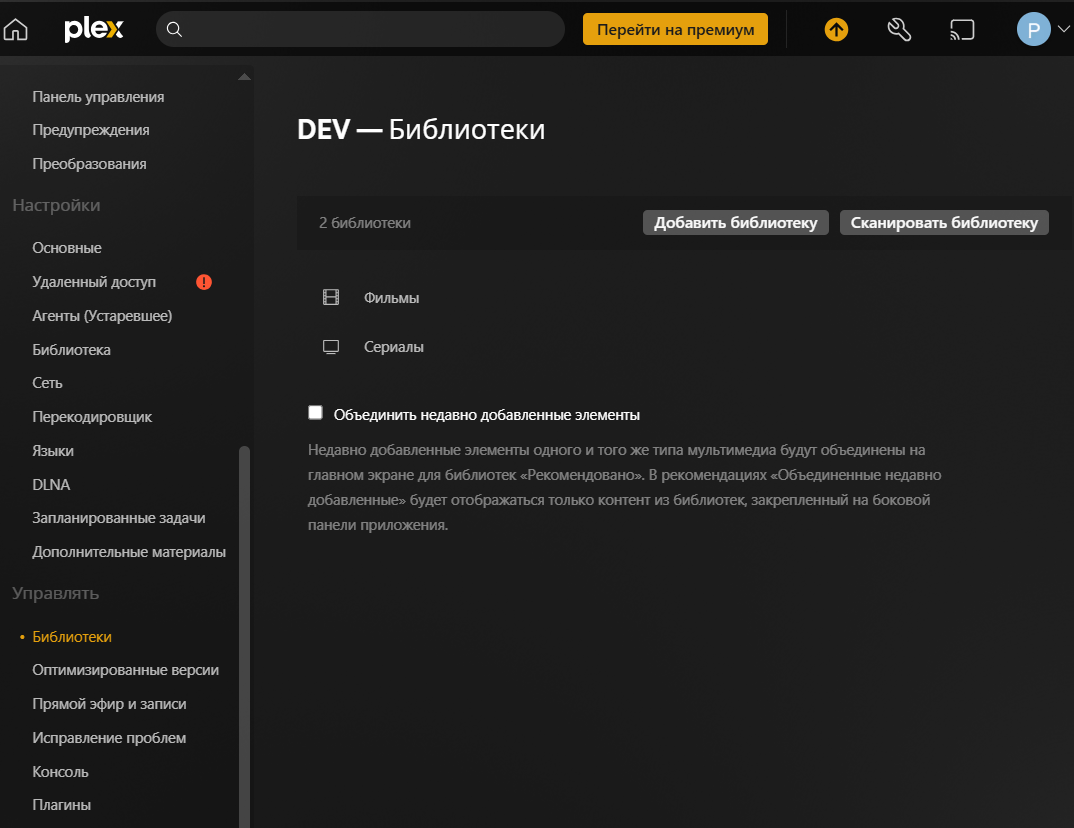 plex
Перейти на премиум
P
Панель управления
Предупреждения
Преобразования
Настройки
Основные
Удаленный доступ
!
Агенты (Устаревшее)
Библиотека
Сеть
Перекодировщик
Языки
DLNA
Запланированные задачи
Дополнительные материалы
Управлять
• Библиотеки
Оптимизированные версии
Прямой эфир и записи
Исправление проблем
Консоль
Плагины
DEV — Библиотеки
2 библиотеки
Добавить библиотеку
Сканировать библиотеку
Фильмы
Сериалы
Объединить недавно добавленные элементы
Недавно добавленные элементы одного и того же типа мультимедиа будут объединены на
главном экране для библиотек «Рекомендовано». В рекомендациях «Объединенные недавно
добавленные» будет отображаться только контент из библиотек, закрепленный на боковой
панели приложения.